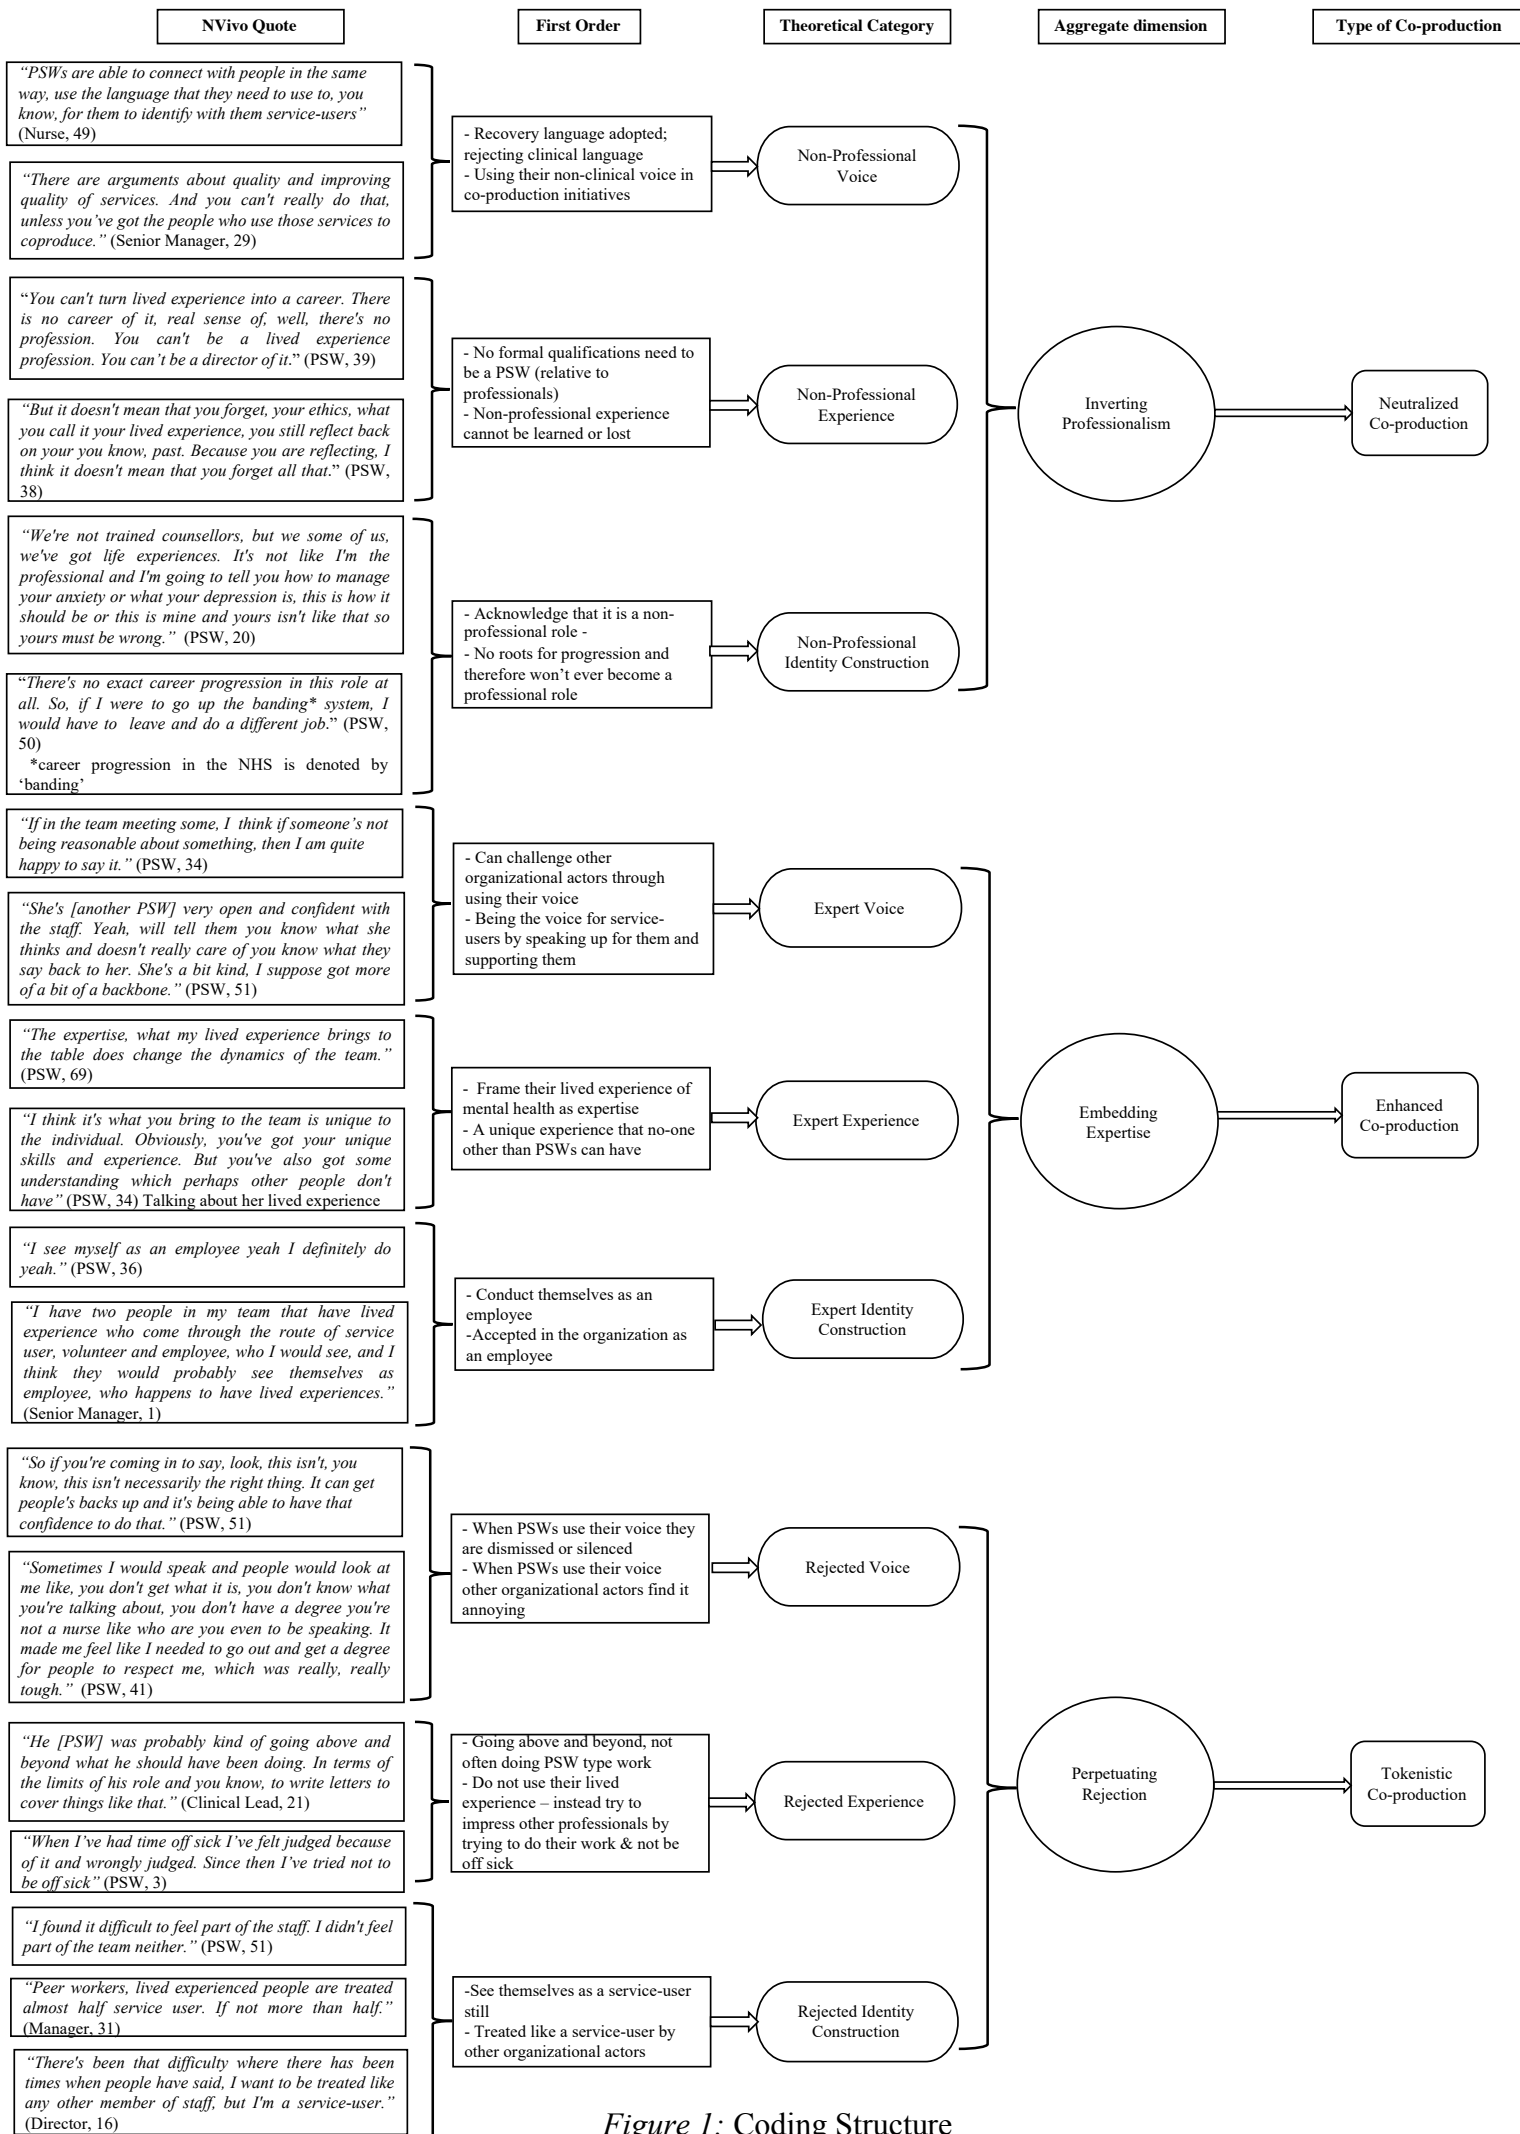 NVivo Quote
First Order
Theoretical Category
Aggregate dimension
Type of Co-production
“PSWs are able to connect with people in the same
way, use the language that they need to use to, you
know, for them to identify with them service-users”
(Nurse, 49)
“There are arguments about quality and improving
quality of services. And you can't really do that,
unless you’ve got the people who use those services to
coproduce.” (Senior Manager, 29)
- Recovery language adopted;
rejecting clinical language
- Using their non-clinical voice in
co-production initiatives
Non-Professional
Voice
“You can't turn lived experience into a career. There
is no career of it, real sense of, well, there's no
profession. You can't be a lived experience
profession. You can’t be a director of it.” (PSW, 39)
“But it doesn't mean that you forget, your ethics, what
you call it your lived experience, you still reflect back
on your you know, past. Because you are reflecting, I
think it doesn't mean that you forget all that.” (PSW,
38)
- No formal qualifications need to
be a PSW (relative to
professionals)
- Non-professional experience
cannot be learned or lost
Non-Professional
Experience
Inverting
Professionalism
Neutralized
Co-production
“We're not trained counsellors, but we some of us,
we've got life experiences. It's not like I'm the
professional and I'm going to tell you how to manage
your anxiety or what your depression is, this is how it
should be or this is mine and yours isn't like that so
yours must be wrong.” (PSW, 20)
“There's no exact career progression in this role at
all. So, if I were to go up the banding* system, I
would have to leave and do a different job.” (PSW,
50)
*career progression in the NHS is denoted by
‘banding’
- Acknowledge that it is a non-
professional role -
- No roots for progression and
therefore won’t ever become a
professional role
Non-Professional
Identity Construction
“If in the team meeting some, I think if someone’s not
being reasonable about something, then I am quite
happy to say it.” (PSW, 34)
“She's [another PSW] very open and confident with
the staff. Yeah, will tell them you know what she
thinks and doesn't really care of you know what they
say back to her. She's a bit kind, I suppose got more
of a bit of a backbone.” (PSW, 51)
- Can challenge other
organizational actors through
using their voice
- Being the voice for service-
users by speaking up for them and
supporting them
Expert Voice
“The expertise, what my lived experience brings to
the table does change the dynamics of the team.”
(PSW, 69)
“I think it's what you bring to the team is unique to
the individual. Obviously, you've got your unique
skills and experience. But you've also got some
understanding which perhaps other people don't
have” (PSW, 34) Talking about her lived experience
- Frame their lived experience of
mental health as expertise
- A unique experience that no-one
other than PSWs can have
Expert Experience
Embedding
Expertise
Enhanced
Co-production
“I see myself as an employee yeah I definitely do
yeah.” (PSW, 36)
“I have two people in my team that have lived
experience who come through the route of service
user, volunteer and employee, who I would see, and I
think they would probably see themselves as
employee, who happens to have lived experiences.”
(Senior Manager, 1)
- Conduct themselves as an
employee
-Accepted in the organization as
an employee
Expert Identity
Construction
“So if you're coming in to say, look, this isn't, you
know, this isn't necessarily the right thing. It can get
people's backs up and it's being able to have that
confidence to do that.” (PSW, 51)
“Sometimes I would speak and people would look at
me like, you don't get what it is, you don't know what
you're talking about, you don't have a degree you're
not a nurse like who are you even to be speaking. It
made me feel like I needed to go out and get a degree
for people to respect me, which was really, really
tough.” (PSW, 41)
- When PSWs use their voice they
are dismissed or silenced
- When PSWs use their voice
other organizational actors find it
annoying
Rejected Voice
“He [PSW] was probably kind of going above and
beyond what he should have been doing. In terms of
the limits of his role and you know, to write letters to
cover things like that.” (Clinical Lead, 21)
“When I’ve had time off sick I’ve felt judged because
of it and wrongly judged. Since then I’ve tried not to
be off sick” (PSW, 3)
- Going above and beyond, not
often doing PSW type work
- Do not use their lived
experience – instead try to
impress other professionals by
trying to do their work & not be
off sick
Rejected Experience
Perpetuating
Rejection
Tokenistic
Co-production
“I found it difficult to feel part of the staff. I didn't feel
part of the team neither.” (PSW, 51)
“Peer workers, lived experienced people are treated
almost half service user. If not more than half.”
(Manager, 31)
“There's been that difficulty where there has been
times when people have said, I want to be treated like
any other member of staff, but I'm a service-user.”
(Director, 16)
-See themselves as a service-user
still
- Treated like a service-user by
other organizational actors
Rejected Identity
Construction
Figure 1: Coding Structure